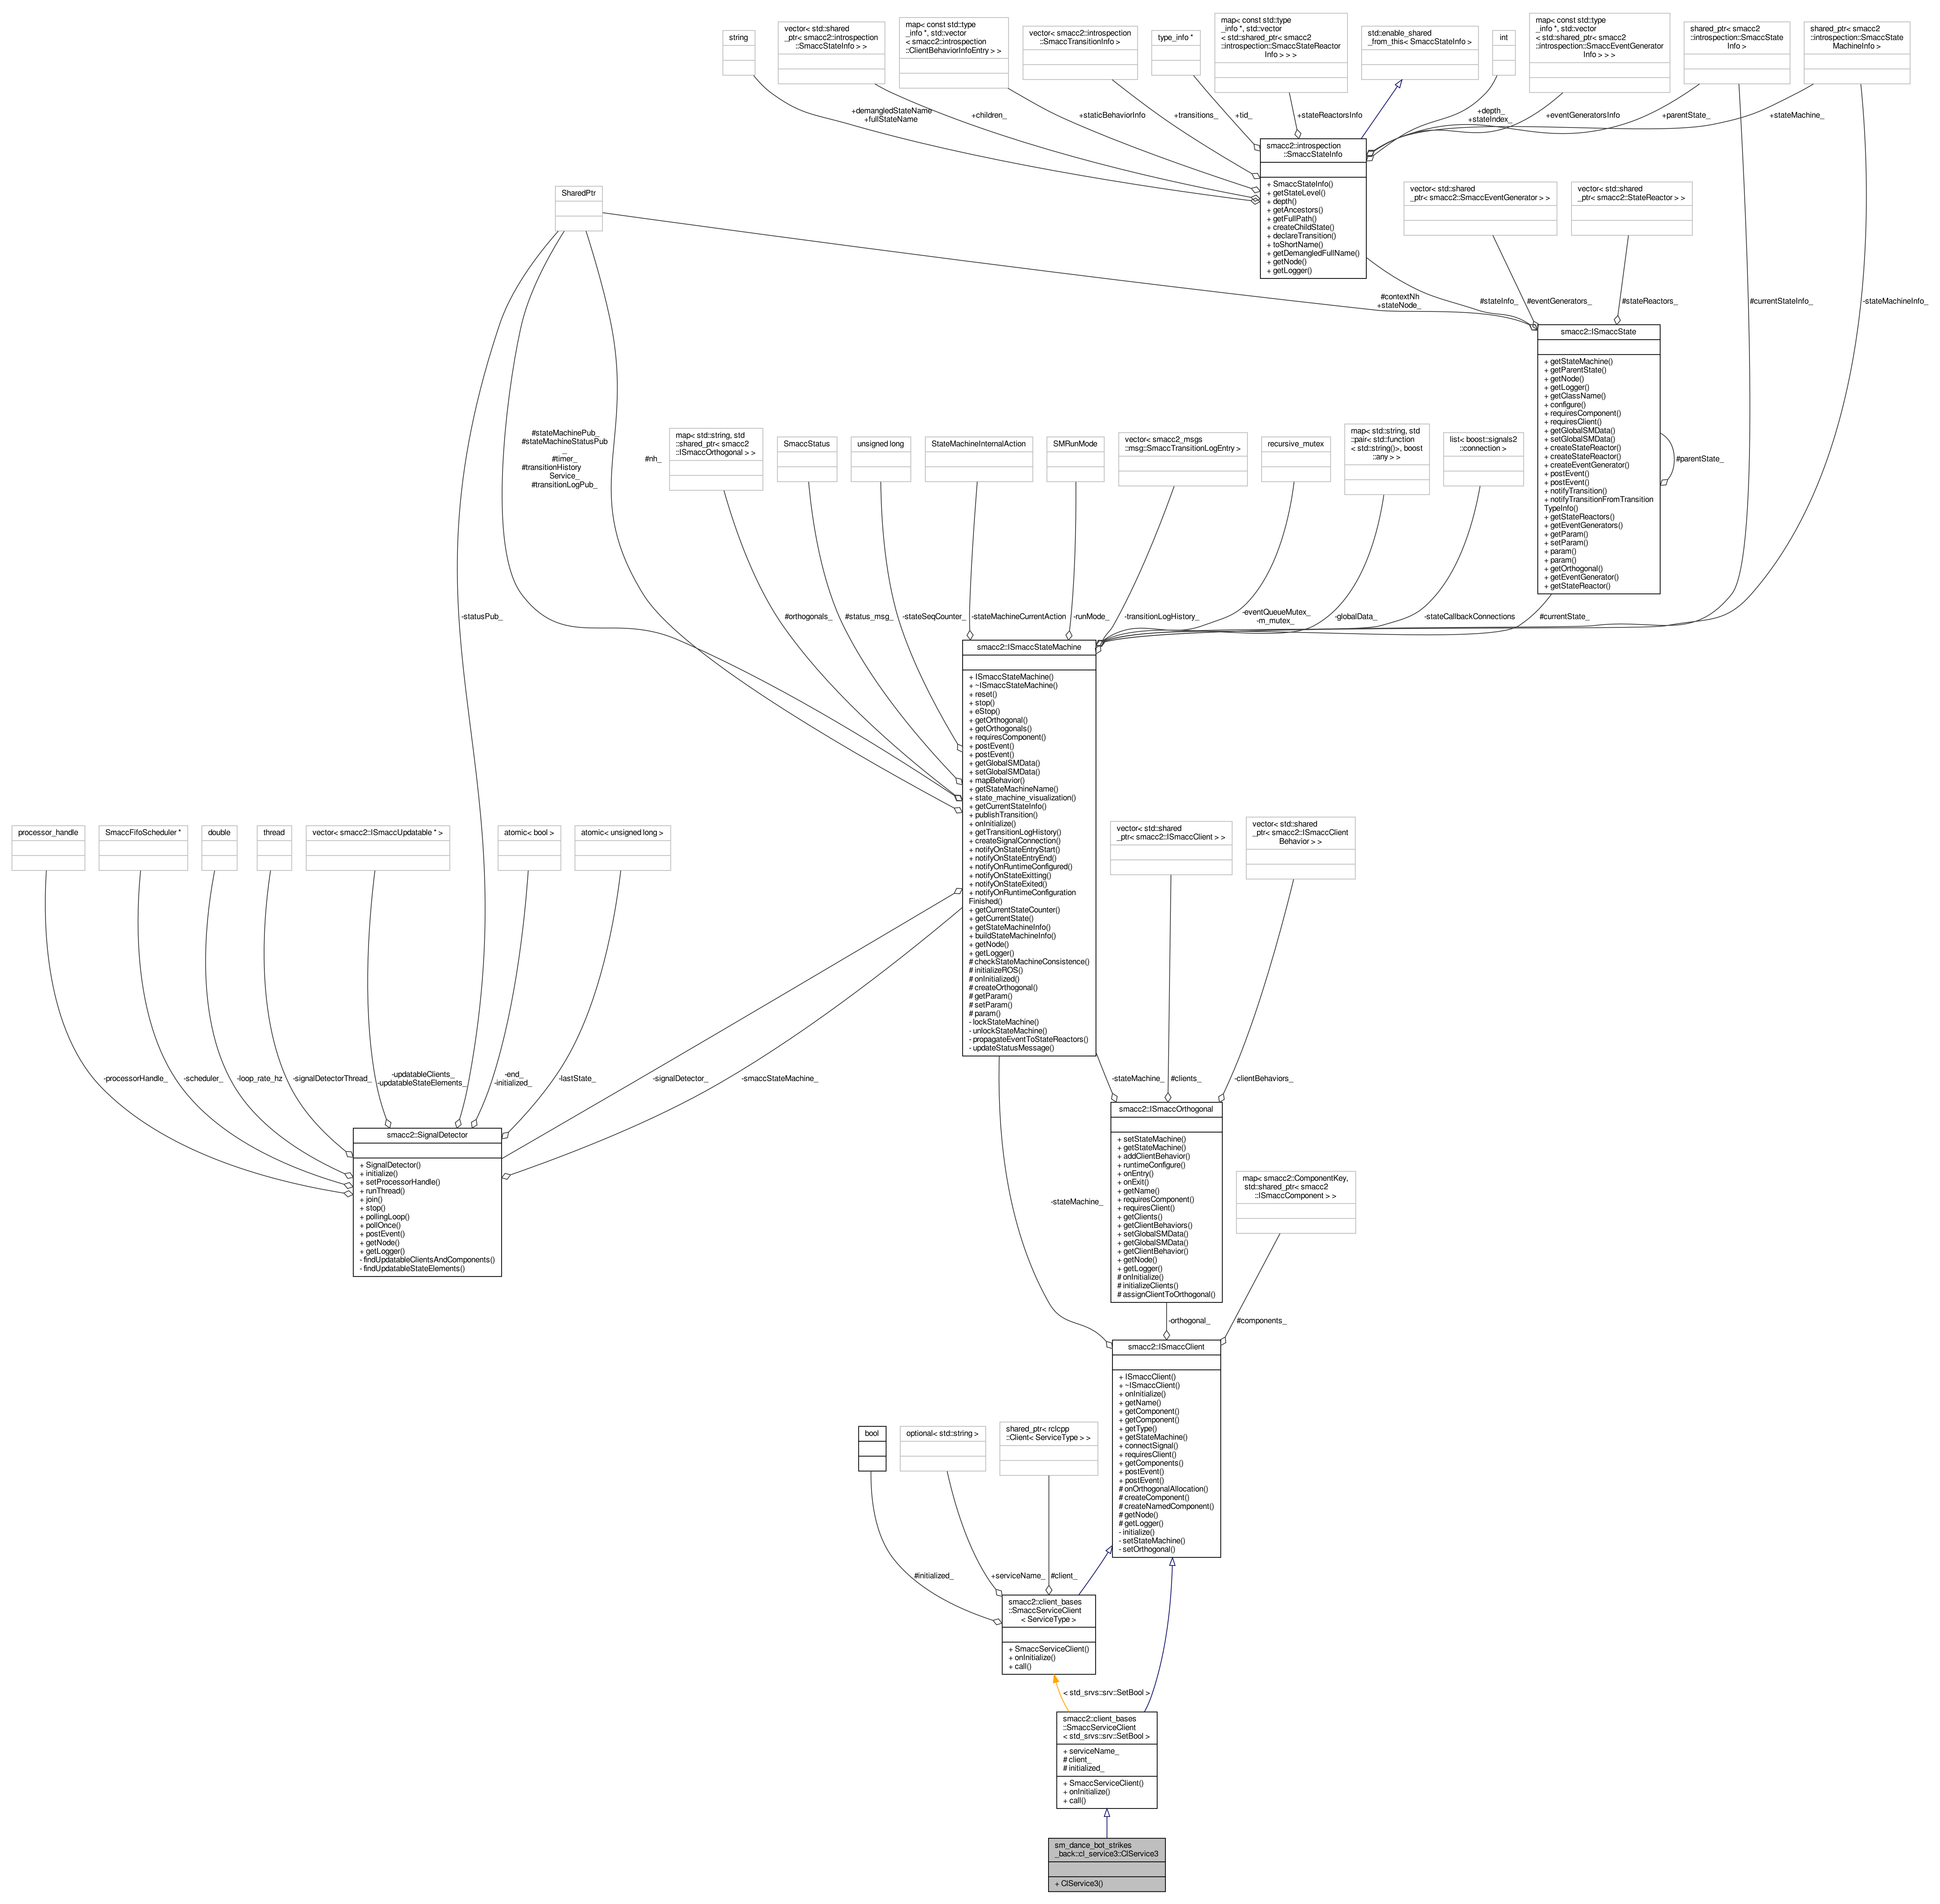 string
vector< std::shared
_ptr< smacc2::introspection
::SmaccStateInfo > >
map< const std::type
_info *, std::vector
< smacc2::introspection
::ClientBehaviorInfoEntry > >
vector< smacc2::introspection
::SmaccTransitionInfo >
type_info *
map< const std::type
_info *, std::vector
< std::shared_ptr< smacc2
::introspection::SmaccStateReactor
Info > > >
std::enable_shared
_from_this< SmaccStateInfo >
int
map< const std::type
_info *, std::vector
< std::shared_ptr< smacc2
::introspection::SmaccEventGenerator
Info > > >
shared_ptr< smacc2
::introspection::SmaccState
Info >
shared_ptr< smacc2
::introspection::SmaccState
MachineInfo >
+demangledStateName
+fullStateName
+children_
+staticBehaviorInfo
+transitions_
+tid_
+stateReactorsInfo
+depth_
+stateIndex_
+eventGeneratorsInfo
+parentState_
+stateMachine_
smacc2::introspection
::SmaccStateInfo
+ SmaccStateInfo()
+ getStateLevel()
+ depth()
+ getAncestors()
+ getFullPath()
+ createChildState()
+ declareTransition()
+ toShortName()
+ getDemangledFullName()
+ getNode()
+ getLogger()
SharedPtr
vector< std::shared
_ptr< smacc2::SmaccEventGenerator > >
vector< std::shared
_ptr< smacc2::StateReactor > >
#contextNh
+stateNode_
#stateInfo_
#eventGenerators_
#stateReactors_
#currentStateInfo_
-stateMachineInfo_
smacc2::ISmaccState
+ getStateMachine()
+ getParentState()
+ getNode()
+ getLogger()
+ getClassName()
+ configure()
+ requiresComponent()
+ requiresClient()
+ getGlobalSMData()
+ setGlobalSMData()
+ createStateReactor()
+ createStateReactor()
+ createEventGenerator()
+ postEvent()
+ postEvent()
+ notifyTransition()
+ notifyTransitionFromTransition
TypeInfo()
+ getStateReactors()
+ getEventGenerators()
+ getParam()
+ setParam()
+ param()
+ param()
+ getOrthogonal()
+ getEventGenerator()
+ getStateReactor()
#parentState_
#stateMachinePub_
#stateMachineStatusPub
_
#timer_
#transitionHistory
Service_
#transitionLogPub_
#nh_
map< std::string, std
::shared_ptr< smacc2
::ISmaccOrthogonal > >
SmaccStatus
unsigned long
StateMachineInternalAction
SMRunMode
vector< smacc2_msgs
::msg::SmaccTransitionLogEntry >
recursive_mutex
map< std::string, std
::pair< std::function
< std::string()>, boost
::any > >
list< boost::signals2
::connection >
-statusPub_
#orthogonals_
#status_msg_
-stateSeqCounter_
-stateMachineCurrentAction
-runMode_
-transitionLogHistory_
-eventQueueMutex_
-m_mutex_
-globalData_
-stateCallbackConnections
#currentState_
smacc2::ISmaccStateMachine
+ ISmaccStateMachine()
+ ~ISmaccStateMachine()
+ reset()
+ stop()
+ eStop()
+ getOrthogonal()
+ getOrthogonals()
+ requiresComponent()
+ postEvent()
+ postEvent()
+ getGlobalSMData()
+ setGlobalSMData()
+ mapBehavior()
+ getStateMachineName()
+ state_machine_visualization()
+ getCurrentStateInfo()
+ publishTransition()
+ onInitialize()
+ getTransitionLogHistory()
+ createSignalConnection()
+ notifyOnStateEntryStart()
+ notifyOnStateEntryEnd()
+ notifyOnRuntimeConfigured()
+ notifyOnStateExitting()
+ notifyOnStateExited()
+ notifyOnRuntimeConfiguration
Finished()
+ getCurrentStateCounter()
+ getCurrentState()
+ getStateMachineInfo()
+ buildStateMachineInfo()
+ getNode()
+ getLogger()
# checkStateMachineConsistence()
# initializeROS()
# onInitialized()
# createOrthogonal()
# getParam()
# setParam()
# param()
- lockStateMachine()
- unlockStateMachine()
- propagateEventToStateReactors()
- updateStatusMessage()
processor_handle
SmaccFifoScheduler *
double
thread
vector< smacc2::ISmaccUpdatable * >
atomic< bool >
atomic< unsigned long >
vector< std::shared
_ptr< smacc2::ISmaccClient > >
vector< std::shared
_ptr< smacc2::ISmaccClient
Behavior > >
-processorHandle_
-scheduler_
-loop_rate_hz
-signalDetectorThread_
-updatableClients_
-updatableStateElements_
-end_
-initialized_
-lastState_
-signalDetector_
-smaccStateMachine_
-stateMachine_
#clients_
-clientBehaviors_
smacc2::SignalDetector
+ SignalDetector()
+ initialize()
+ setProcessorHandle()
+ runThread()
+ join()
+ stop()
+ pollingLoop()
+ pollOnce()
+ postEvent()
+ getNode()
+ getLogger()
- findUpdatableClientsAndComponents()
- findUpdatableStateElements()
smacc2::ISmaccOrthogonal
+ setStateMachine()
+ getStateMachine()
+ addClientBehavior()
+ runtimeConfigure()
+ onEntry()
+ onExit()
+ getName()
+ requiresComponent()
+ requiresClient()
+ getClients()
+ getClientBehaviors()
+ setGlobalSMData()
+ getGlobalSMData()
+ getClientBehavior()
+ getNode()
+ getLogger()
# onInitialize()
# initializeClients()
# assignClientToOrthogonal()
map< smacc2::ComponentKey,
std::shared_ptr< smacc2
::ISmaccComponent > >
-stateMachine_
-orthogonal_
#components_
smacc2::ISmaccClient
+ ISmaccClient()
+ ~ISmaccClient()
+ onInitialize()
+ getName()
+ getComponent()
+ getComponent()
+ getType()
+ getStateMachine()
+ connectSignal()
+ requiresClient()
+ getComponents()
+ postEvent()
+ postEvent()
# onOrthogonalAllocation()
# createComponent()
# createNamedComponent()
# getNode()
# getLogger()
- initialize()
- setStateMachine()
- setOrthogonal()
bool
optional< std::string >
shared_ptr< rclcpp
::Client< ServiceType > >
#initialized_
+serviceName_
#client_
smacc2::client_bases
::SmaccServiceClient
< ServiceType >
+ SmaccServiceClient()
+ onInitialize()
+ call()
< std_srvs::srv::SetBool >
smacc2::client_bases
::SmaccServiceClient
< std_srvs::srv::SetBool >
+ serviceName_
# client_
# initialized_
+ SmaccServiceClient()
+ onInitialize()
+ call()
sm_dance_bot_strikes
_back::cl_service3::ClService3
+ ClService3()